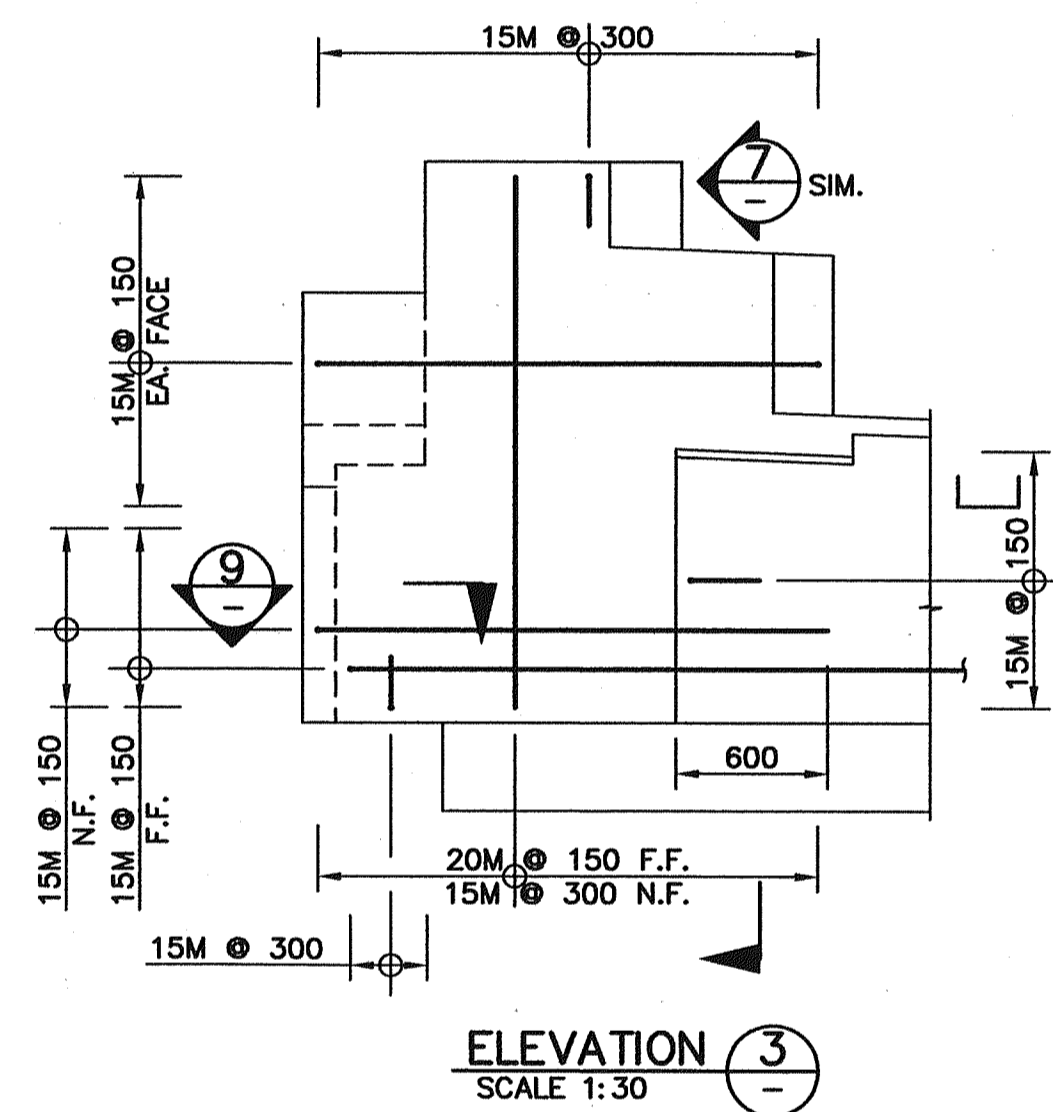 15M @ 300
7
-
SIM.
15M @ 150
EA. FACE
9
-
15M @ 150
600
15M @ 150
N.F.
15M @ 150
F.F.
20M @ 150 F.F.
15M @ 300 N.F.
15M @ 300
ELEVATION
3
-
SCALE 1:30